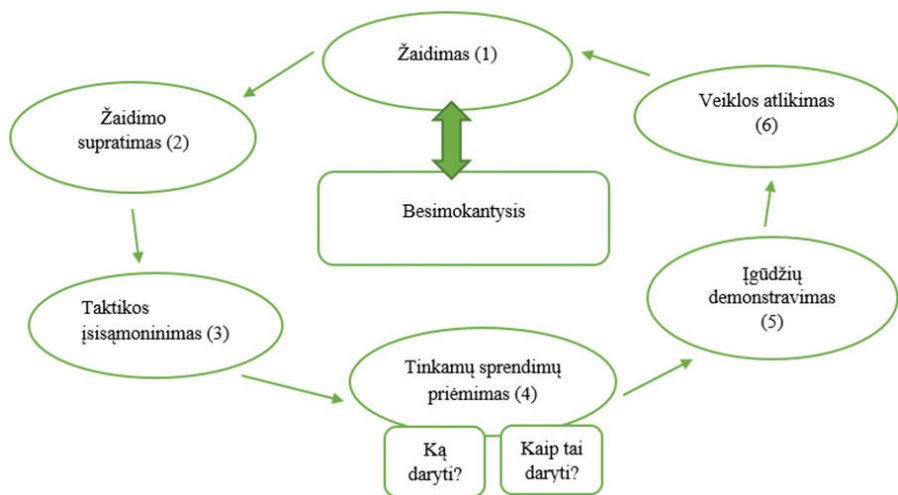 Žaidimas (1)
Žaidimo
supratimas (2)
Taktikos
įsisąmoninimas (3)
Tinkamų sprendimų
priėmimas (4)
Ką
daryti?
Kaip tai
daryti?
Įgūdžių
demonstravimas
(5)
Veiklos atlikimas
(6)
Besimokantysis